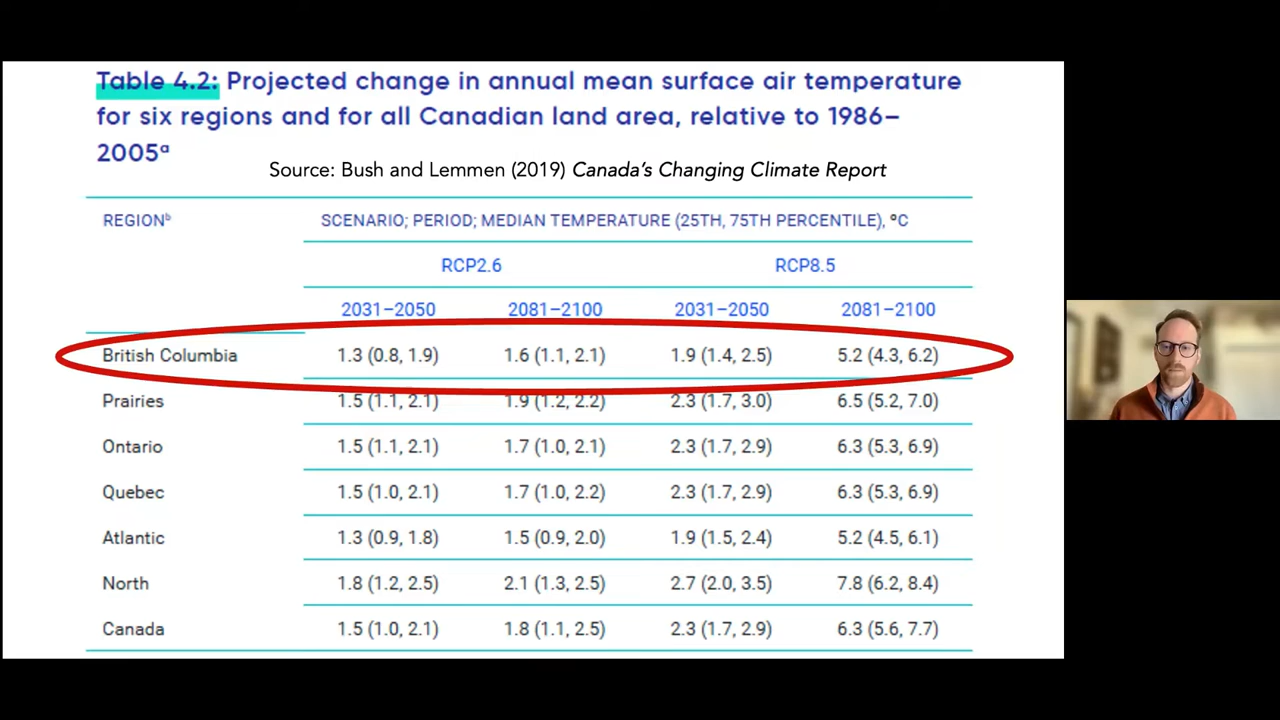 Table 4.2: Projected change in annual mean surface air temperature
for six regions and for all Canadian land area, relative to 1986–
2005ᵃ
Source: Bush and Lemmen (2019) Canada's Changing Climate Report
REGIONᵇ SCENARIO; PERIOD; MEDIAN TEMPERATURE (25TH, 75TH PERCENTILE), ºC
RCP2.6 RCP8.5
2031–2050 2081–2100 2031–2050 2081–2100
British Columbia 1.3 (0.8, 1.9) 1.6 (1.1, 2.1) 1.9 (1.4, 2.5) 5.2 (4.3, 6.2)
Prairies 1.5 (1.1, 2.1) 1.9 (1.2, 2.2) 2.3 (1.7, 3.0) 6.5 (5.2, 7.0)
Ontario 1.5 (1.1, 2.1) 1.7 (1.0, 2.1) 2.3 (1.7, 2.9) 6.3 (5.3, 6.9)
Quebec 1.5 (1.0, 2.1) 1.7 (1.0, 2.2) 2.3 (1.7, 2.9) 6.3 (5.3, 6.9)
Atlantic 1.3 (0.9, 1.8) 1.5 (0.9, 2.0) 1.9 (1.5, 2.4) 5.2 (4.5, 6.1)
North 1.8 (1.2, 2.5) 2.1 (1.3, 2.5) 2.7 (2.0, 3.5) 7.8 (6.2, 8.4)
Canada 1.5 (1.0, 2.1) 1.8 (1.1, 2.5) 2.3 (1.7, 2.9) 6.3 (5.6, 7.7)